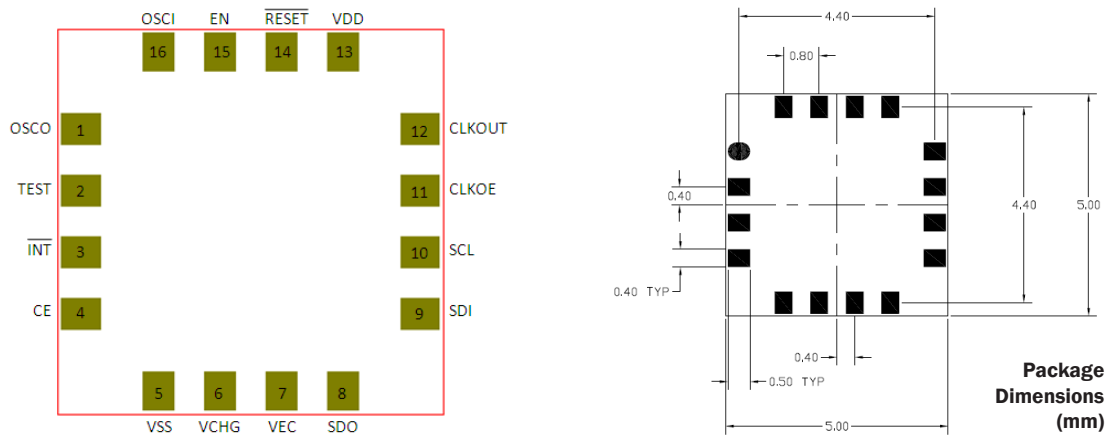 OSCI EN RESET VDD
16 15 14 13
OSCO 1 12 CLKOUT
TEST 2 11 CLKOE
INT 3 10 SCL
CE 4 9 SDI
5 6 7 8
VSS VCHG VEC SDO
4.40
0.80
0.40
4.40
5.00
0.40 TYP
0.40
0.50 TYP
5.00
Package
Dimensions
(mm)